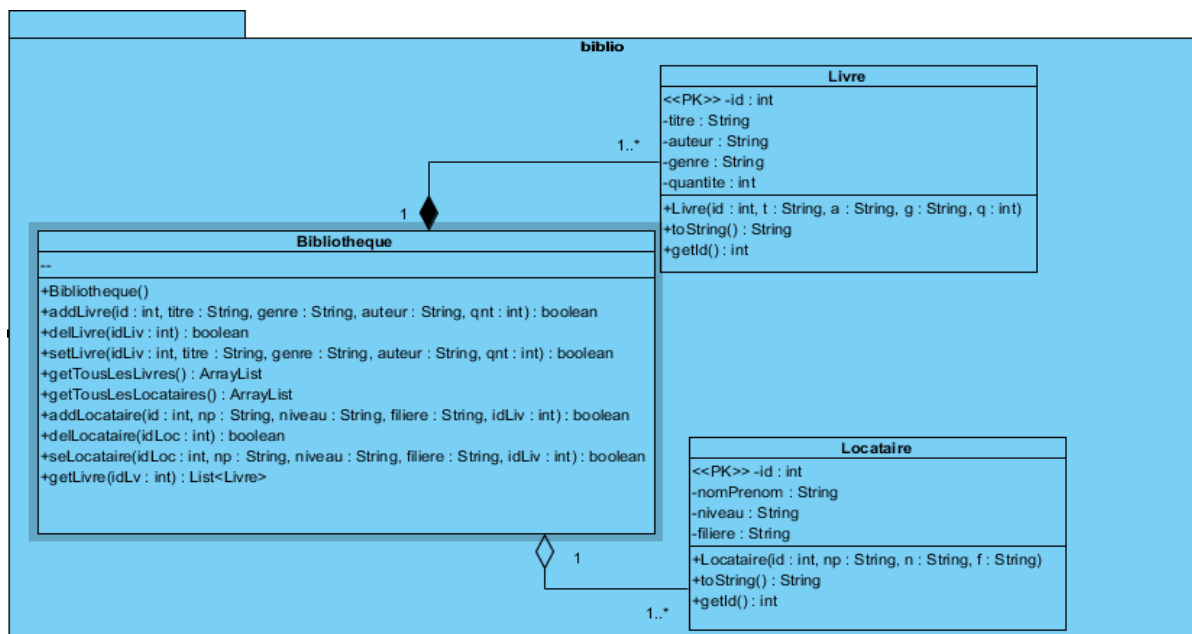 biblio
Livre
<<PK>> -id : int
-titre : String
-auteur : String
-genre : String
-quantite : int
+Livre(id : int, t : String, a : String, g : String, q : int)
+toString() : String
+getId() : int
1..*
1
Bibliotheque
--
+Bibliotheque()
+addLivre(id : int, titre : String, genre : String, auteur : String, qnt : int) : boolean
+delLivre(idLiv : int) : boolean
+setLivre(idLiv : int, titre : String, genre : String, auteur : String, qnt : int) : boolean
+getTousLesLivres() : ArrayList
+getTousLesLocataires() : ArrayList
+addLocataire(id : int, np : String, niveau : String, filiere : String, idLiv : int) : boolean
+delLocataire(idLoc : int) : boolean
+seLocataire(idLoc : int, np : String, niveau : String, filiere : String, idLiv : int) : boolean
+getLivre(idLv : int) : List<Livre>
1
1..*
Locataire
<<PK>> -id : int
-nomPrenom : String
-niveau : String
-filiere : String
+Locataire(id : int, np : String, n : String, f : String)
+toString() : String
+getId() : int